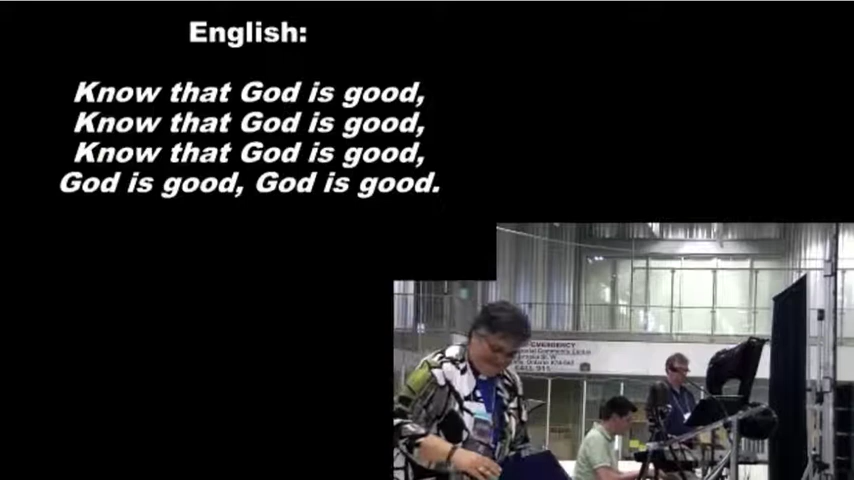 English:
Know that God is good,
Know that God is good,
Know that God is good,
God is good, God is good.
EMERGENCY
CALL 911